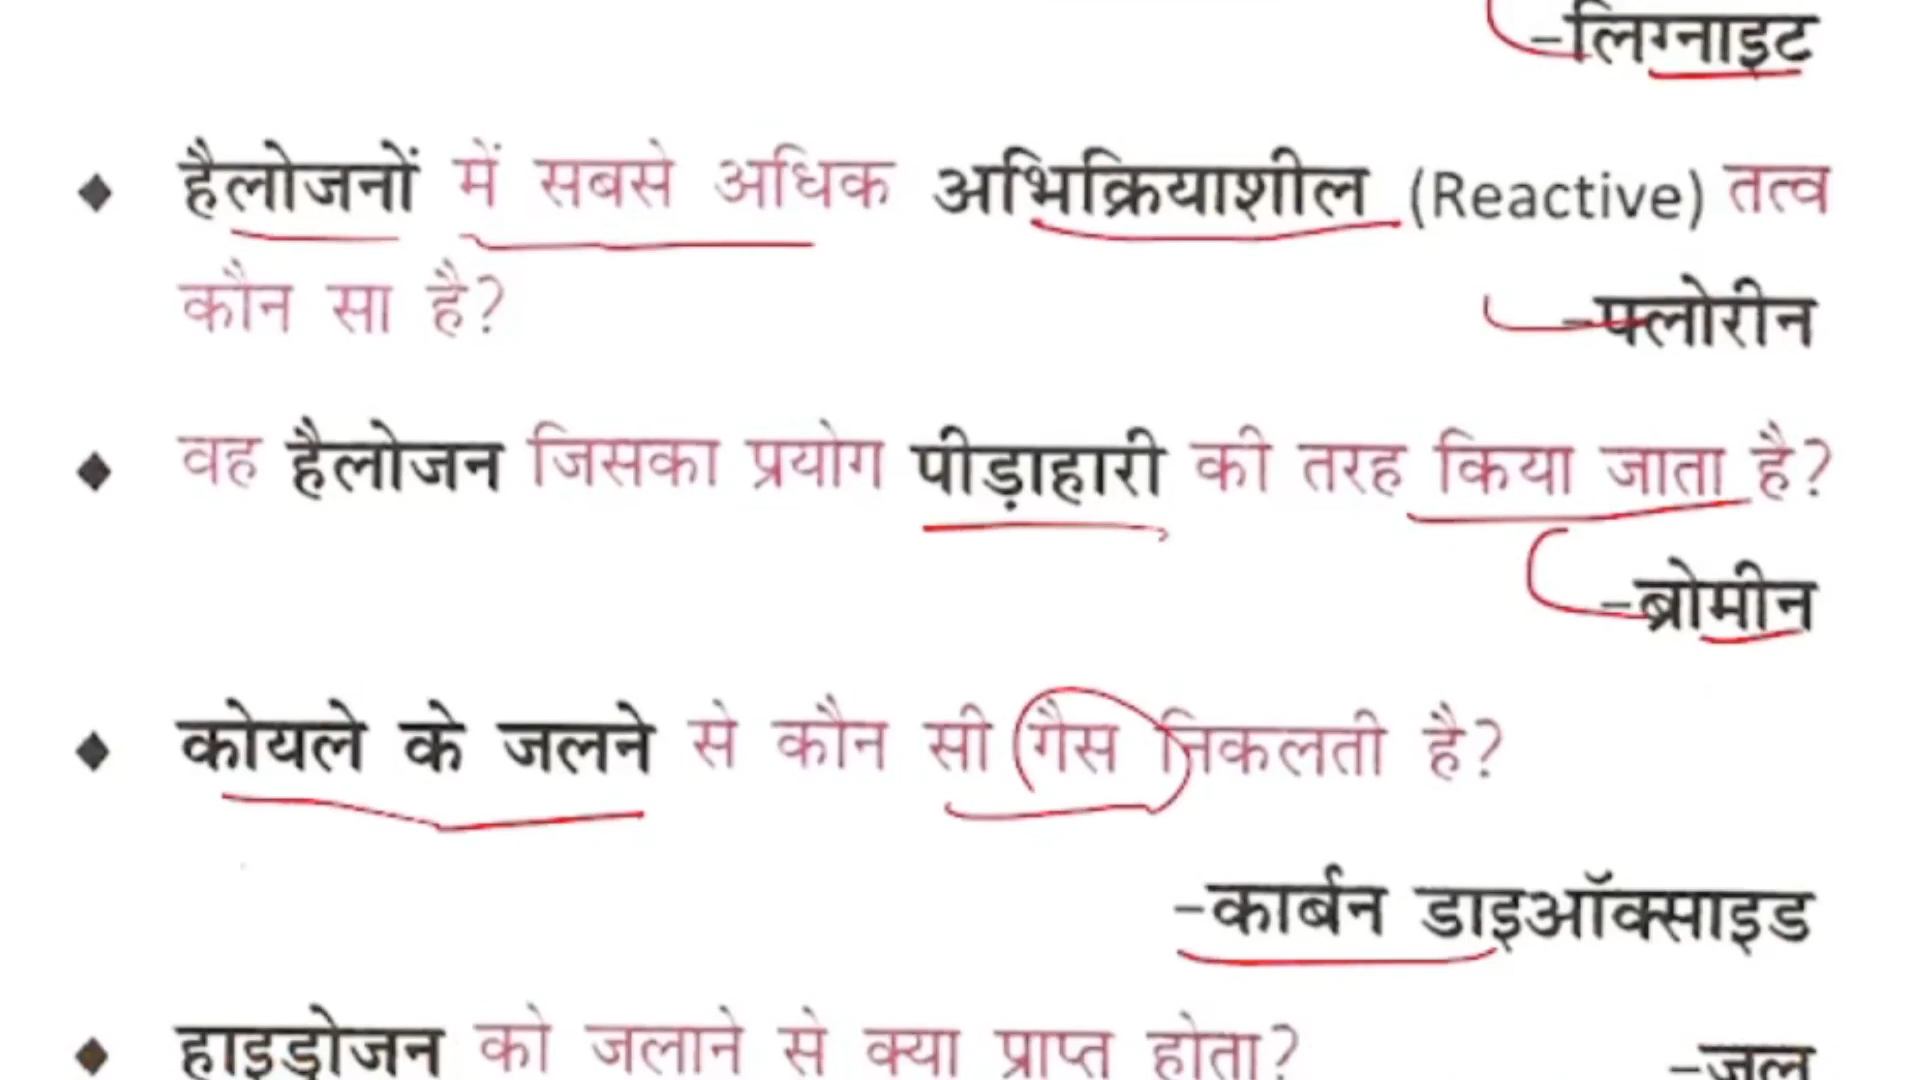 –लिग्नाइट
◆ हैलोजनों में सबसे अधिक अभिक्रियाशील (Reactive) तत्व
कौन सा है? –फ्लोरीन
◆ वह हैलोजन जिसका प्रयोग पीड़ाहारी की तरह किया जाता है?
–ब्रोमीन
◆ कोयले के जलने से कौन सी गैस निकलती है?
–कार्बन डाइऑक्साइड
◆ हाइड्रोजन को जलाने से क्या प्राप्त होता? –जल